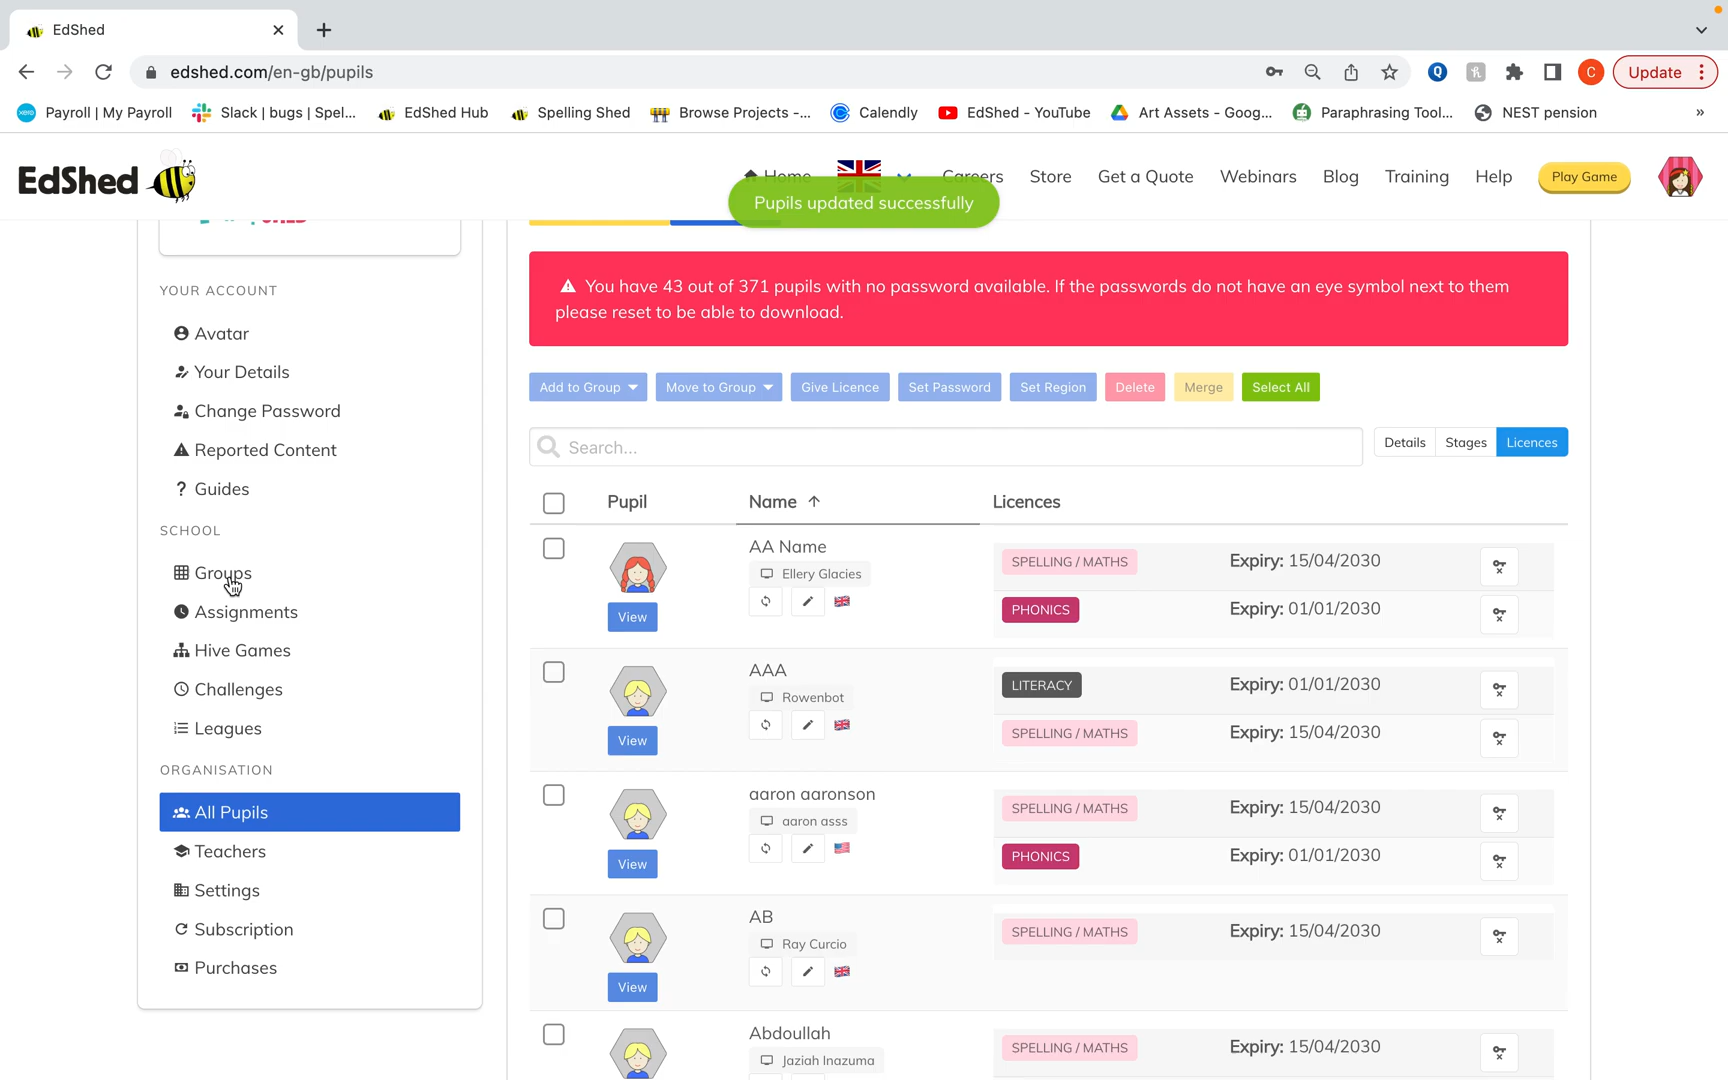 EdShed
edshed.com/en-gb/pupils
Q
C
Update
xero
Payroll | My Payroll
Slack | bugs | Spel...
EdShed Hub
Spelling Shed
Browse Projects -...
Calendly
EdShed - YouTube
Art Assets - Goog...
Paraphrasing Tool...
NEST pension
»
EdShed
Home
Careers
Store
Get a Quote
Webinars
Blog
Training
Help
Play Game
Pupils updated successfully
YOUR ACCOUNT
Avatar
Your Details
Change Password
Reported Content
? Guides
SCHOOL
Groups
Assignments
Hive Games
Challenges
Leagues
ORGANISATION
All Pupils
Teachers
Settings
Subscription
Purchases
You have 43 out of 371 pupils with no password available. If the passwords do not have an eye symbol next to them
please reset to be able to download.
Add to Group
Move to Group
Give Licence
Set Password
Set Region
Delete
Merge
Select All
Search...
Details
Stages
Licences
Pupil
Name
Licences
AA Name
Ellery Glacies
View
SPELLING / MATHS
Expiry: 15/04/2030
PHONICS
Expiry: 01/01/2030
AAA
Rowenbot
View
LITERACY
Expiry: 01/01/2030
SPELLING / MATHS
Expiry: 15/04/2030
aaron aaronson
aaron asss
View
SPELLING / MATHS
Expiry: 15/04/2030
PHONICS
Expiry: 01/01/2030
AB
Ray Curcio
View
SPELLING / MATHS
Expiry: 15/04/2030
Abdoullah
Jaziah Inazuma
SPELLING / MATHS
Expiry: 15/04/2030